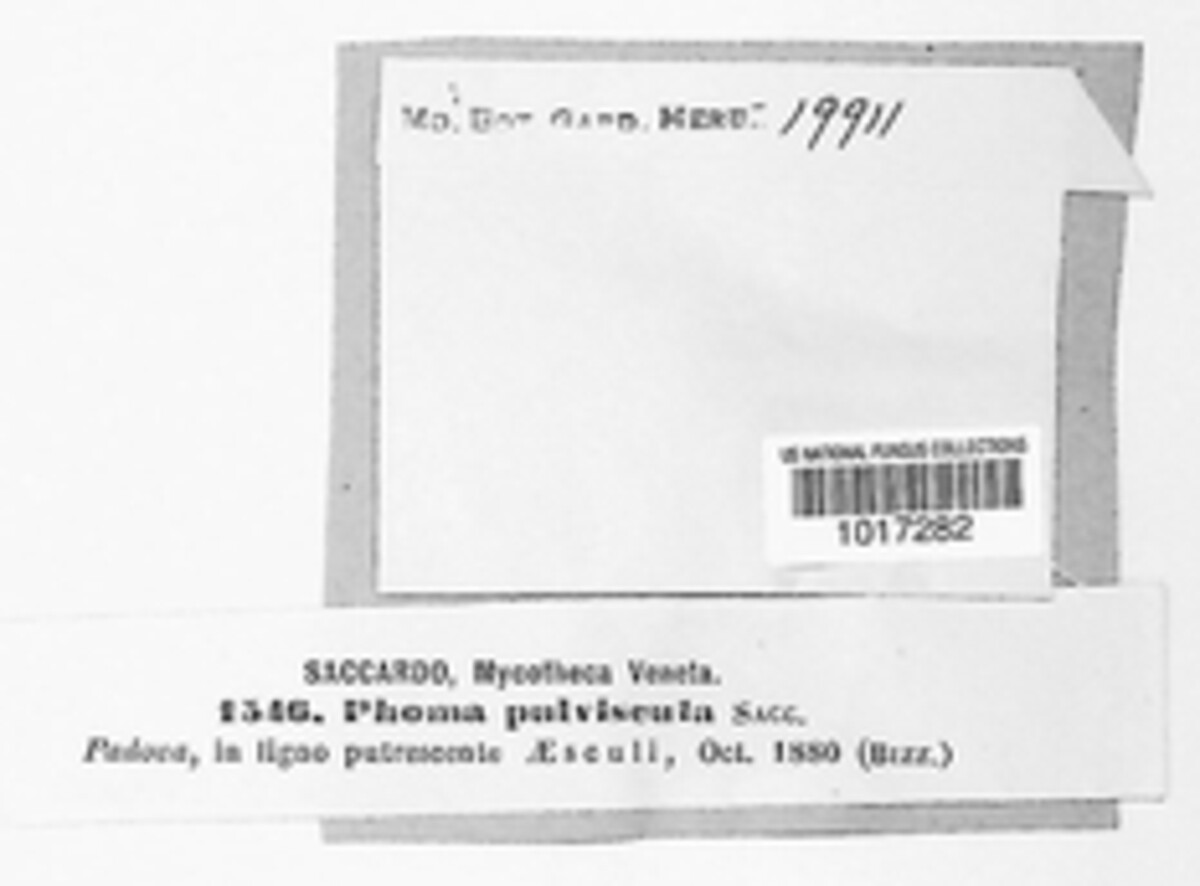 Mo. Bot. Gard. Herb. 19911
US NATIONAL FUNGUS COLLECTIONS
1017282
SACCARDO, Mycotheca Veneta.
1546. Phoma pulviscula SACC.
Padova, in ligno putrescente Æsculi, Oct. 1880 (BIZZ.)